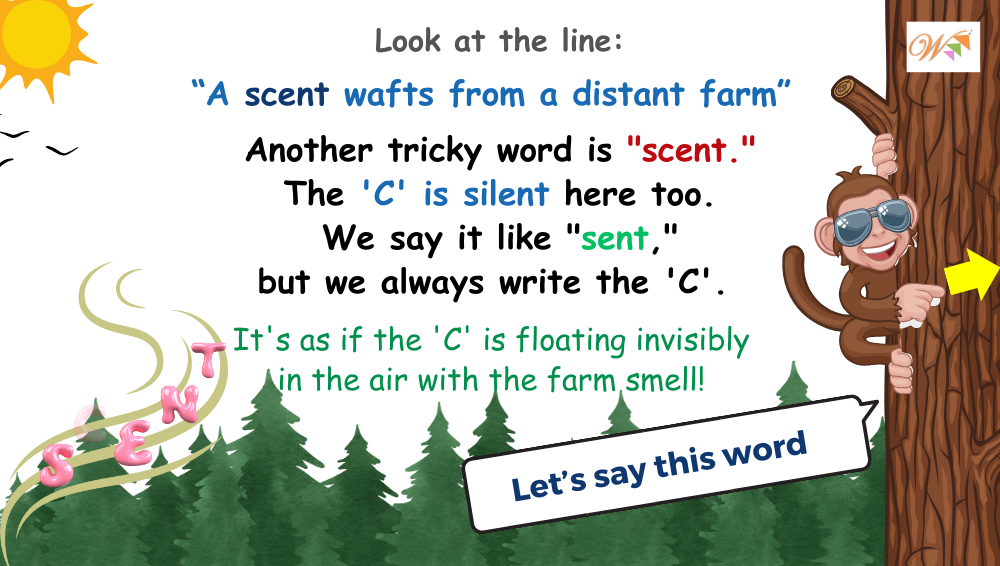 Look at the line:
“A scent wafts from a distant farm”
Another tricky word is "scent."
The 'C' is silent here too.
We say it like "sent,"
but we always write the 'C'.
It's as if the 'C' is floating invisibly
in the air with the farm smell!
S E N T
Let’s say this word
W